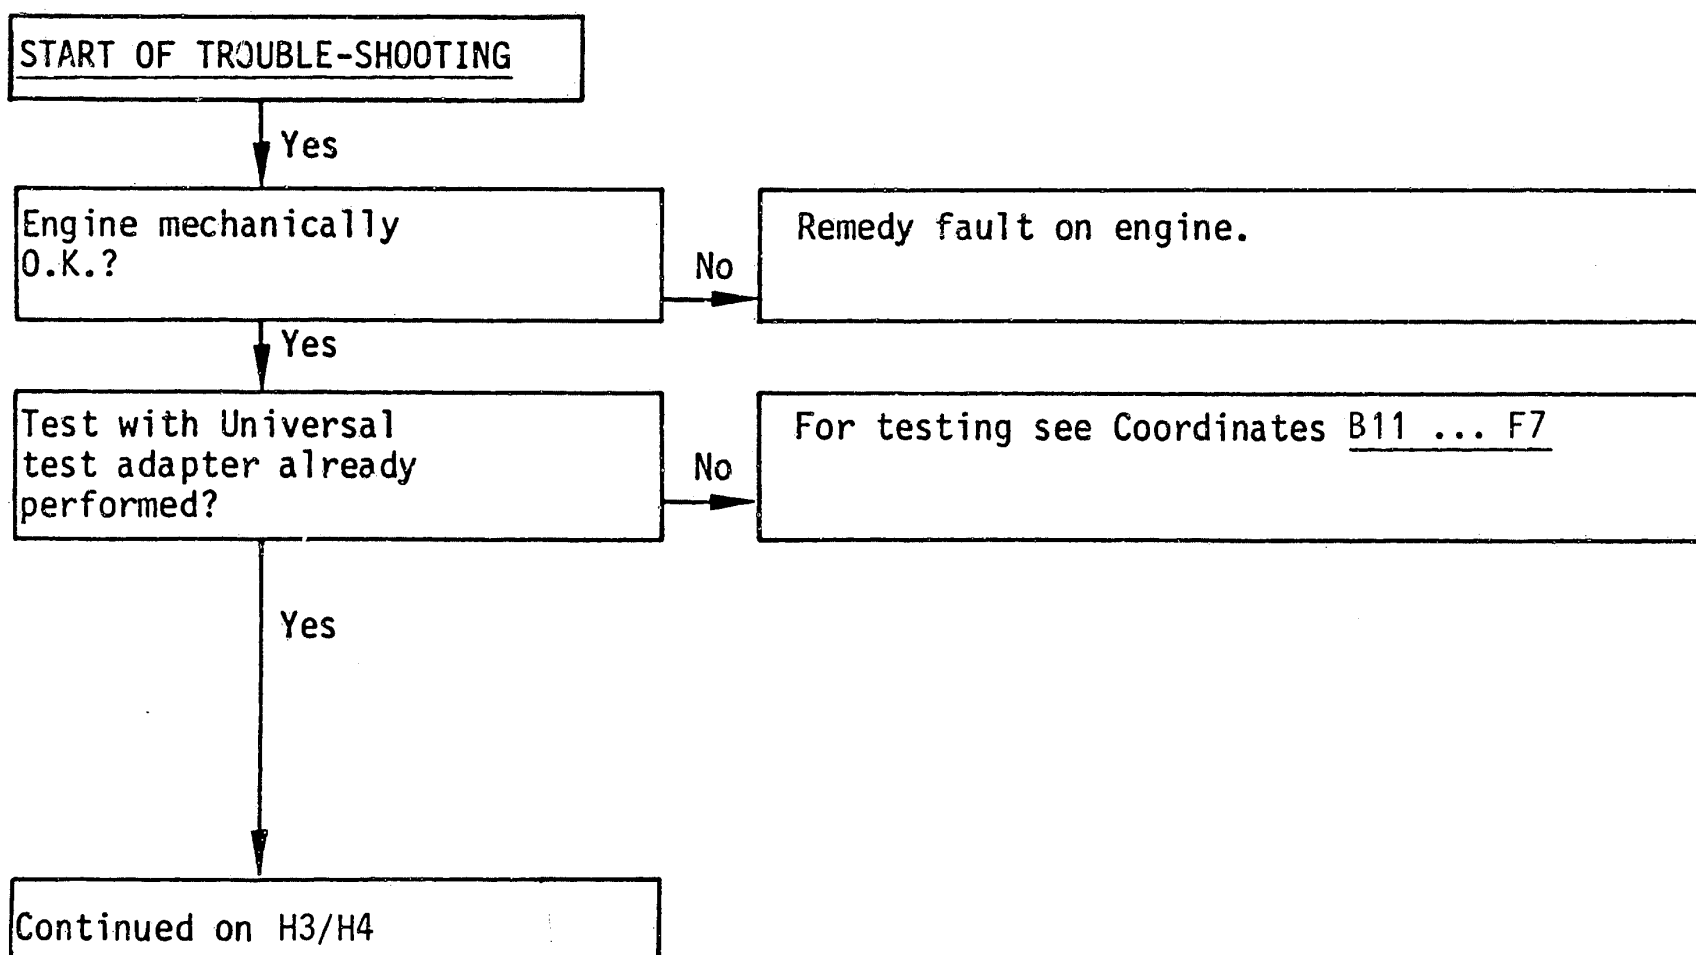 START OF TROUBLE-SHOOTING
Yes
Engine mechanically
O.K.?
No
Remedy fault on engine.
Yes
Test with Universal
test adapter already
performed?
No
For testing see Coordinates B11 ... F7
Yes
Continued on H3/H4